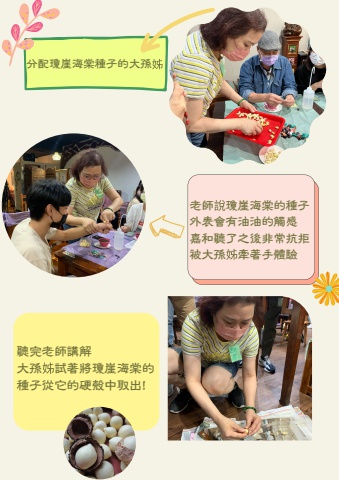 分配瓊崖海棠種子的大孫姊
老師說瓊崖海棠的種子
外表會有油油的觸感
嘉和聽了之後非常抗拒
被大孫姊牽著手體驗
聽完老師講解
大孫姊試著將瓊崖海棠的
種子從它的硬殼中取出!